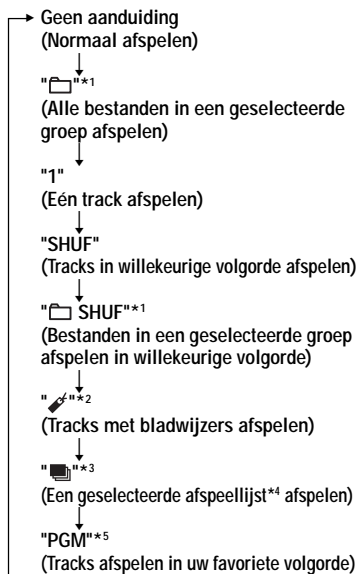 Geen aanduiding
(Normaal afspelen)
""*1
(Alle bestanden in een geselecteerde
groep afspelen)
"1"
(Eén track afspelen)
"SHUF"
(Tracks in willekeurige volgorde afspelen)
" SHUF"*1
(Bestanden in een geselecteerde groep
afspelen in willekeurige volgorde)
""*2
(Tracks met bladwijzers afspelen)
""*3
(Een geselecteerde afspeellijst*4 afspelen)
"PGM"*5
(Tracks afspelen in uw favoriete volgorde)